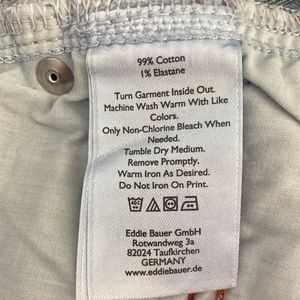 99% Cotton
1% Elastane
Turn Garment Inside Out.
Machine Wash Warm With Like
Colors.
Only Non-Chlorine Bleach When
Needed.
Tumble Dry Medium.
Remove Promptly.
Warm Iron As Desired.
Do Not Iron On Print.
Eddie Bauer GmbH
Rotwandweg 3a
82024 Taufkirchen
GERMANY
www.eddiebauer.de